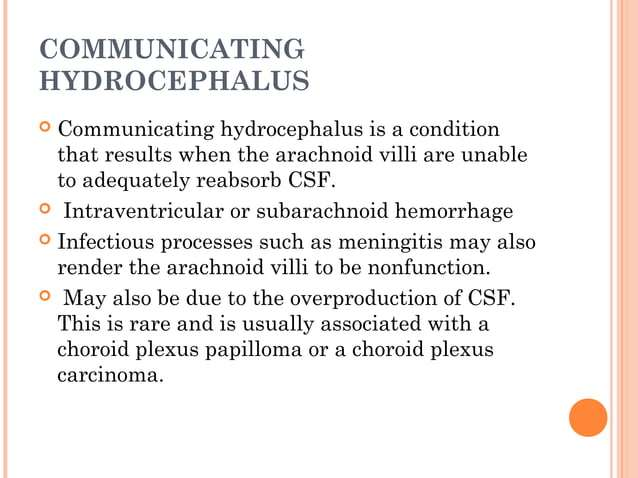 COMMUNICATING
HYDROCEPHALUS
Communicating hydrocephalus is a condition
that results when the arachnoid villi are unable
to adequately reabsorb CSF.
Intraventricular or subarachnoid hemorrhage
Infectious processes such as meningitis may also
render the arachnoid villi to be nonfunction.
May also be due to the overproduction of CSF.
This is rare and is usually associated with a
choroid plexus papilloma or a choroid plexus
carcinoma.